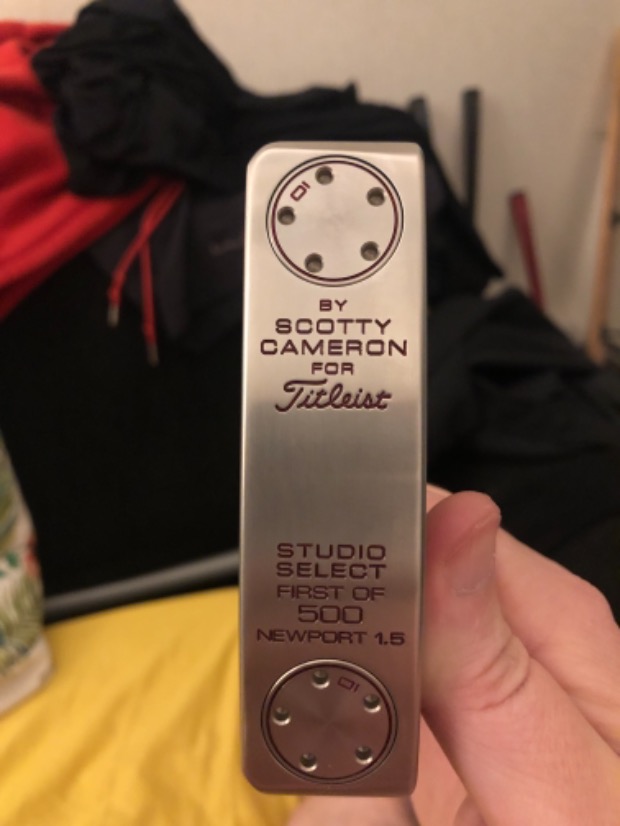 10
BY
SCOTTY
CAMERON
FOR
Titleist
STUDIO
SELECT
FIRST OF
500
NEWPORT 1.5
10